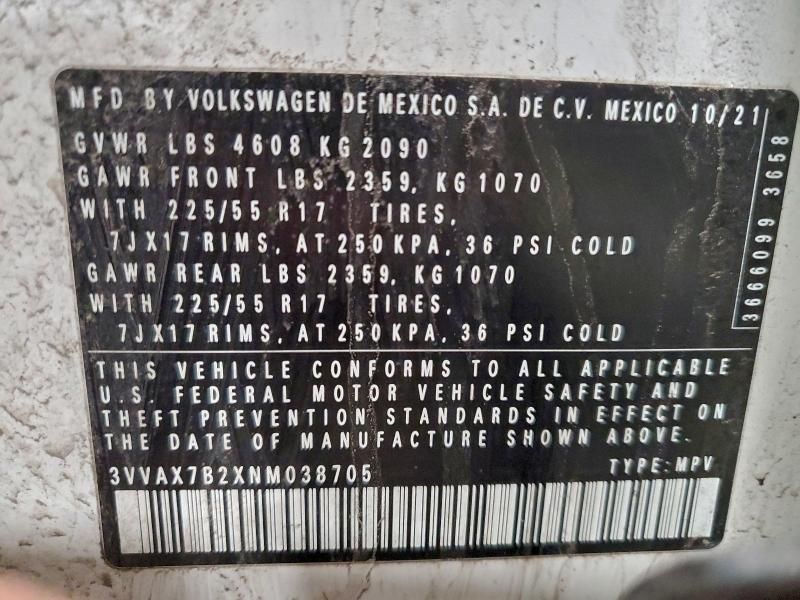 MFD BY VOLKSWAGEN DE MEXICO S.A. DE C.V. MEXICO 10/21
GVWR LBS 4608 KG 2090
GAWR FRONT LBS 2359, KG 1070
WITH 225/55 R17 TIRES,
7JX17 RIMS, AT 250 KPA, 36 PSI COLD
GAWR REAR LBS 2359, KG 1070
WITH 225/55 R17 TIRES,
7JX17 RIMS, AT 250 KPA, 36 PSI COLD
3666099 3658
THIS VEHICLE CONFORMS TO ALL APPLICABLE
U.S. FEDERAL MOTOR VEHICLE SAFETY AND
THEFT PREVENTION STANDARDS IN EFFECT ON
THE DATE OF MANUFACTURE SHOWN ABOVE.
3VVAX7B2XNM038705 TYPE: MPV